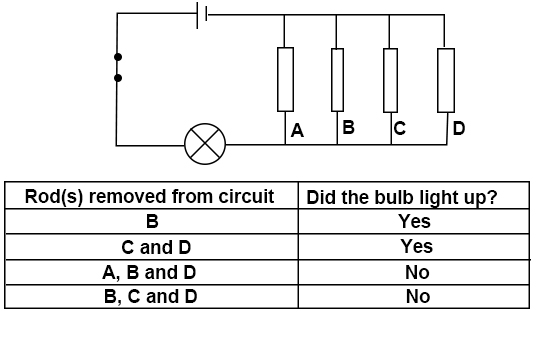 A B C D
Rod(s) removed from circuit Did the bulb light up?
B Yes
C and D Yes
A, B and D No
B, C and D No